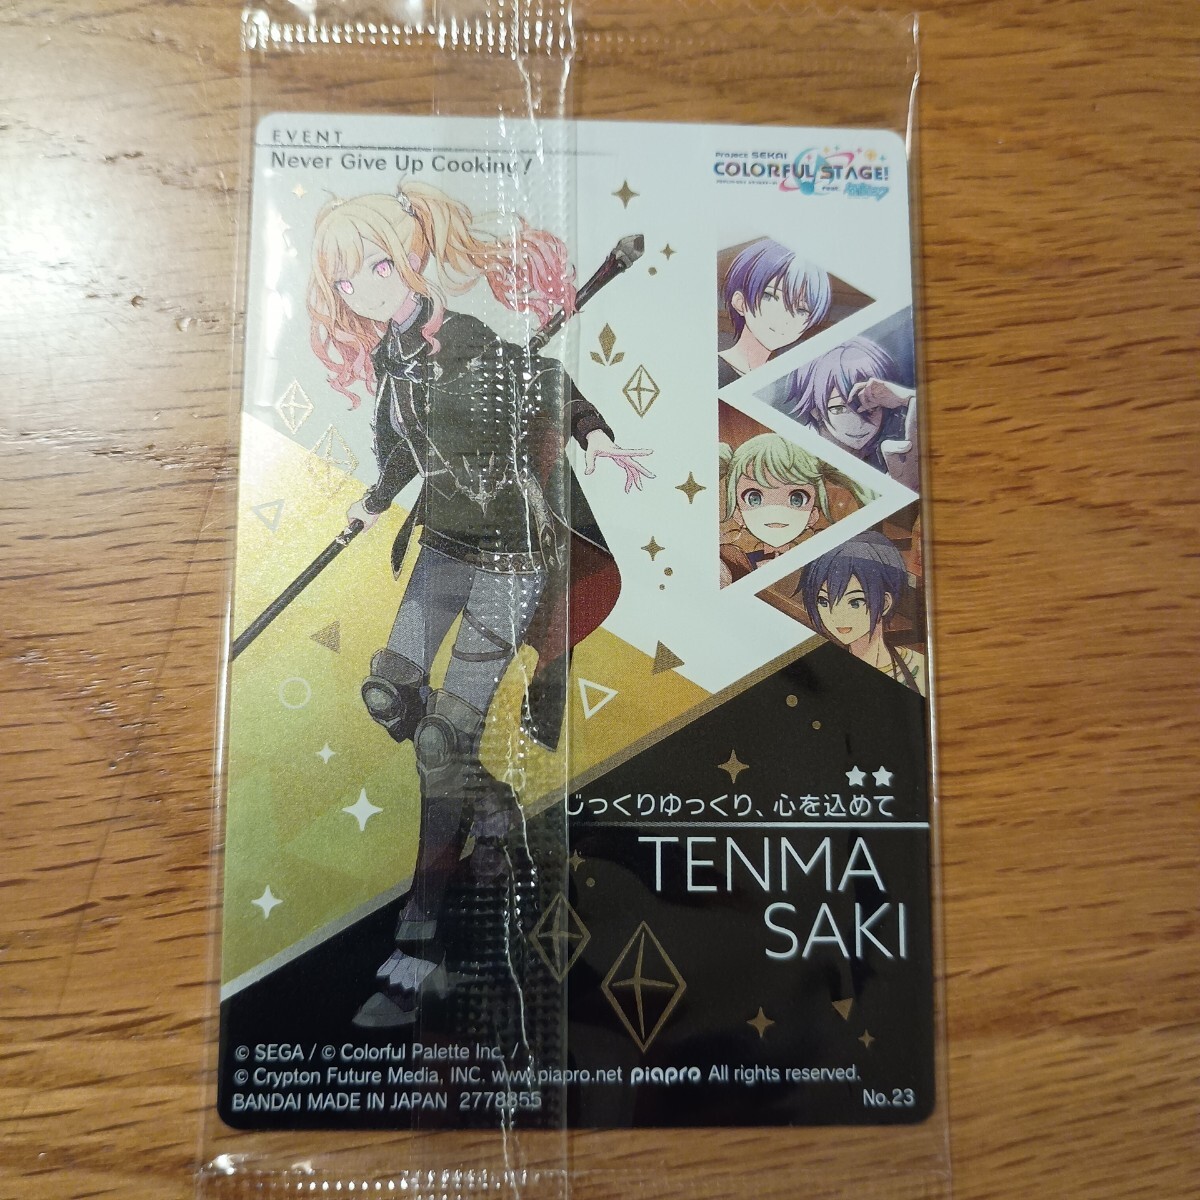 EVENT
Never Give Up Cooking!
Project SEKAI
COLORFUL STAGE!
feat.
★★
じっくりゆっくり、心を込めて
TENMA
SAKI
© SEGA / © Colorful Palette Inc. /
© Crypton Future Media, INC. www.piapro.net piapro All rights reserved.
BANDAI MADE IN JAPAN 2778855
No.23